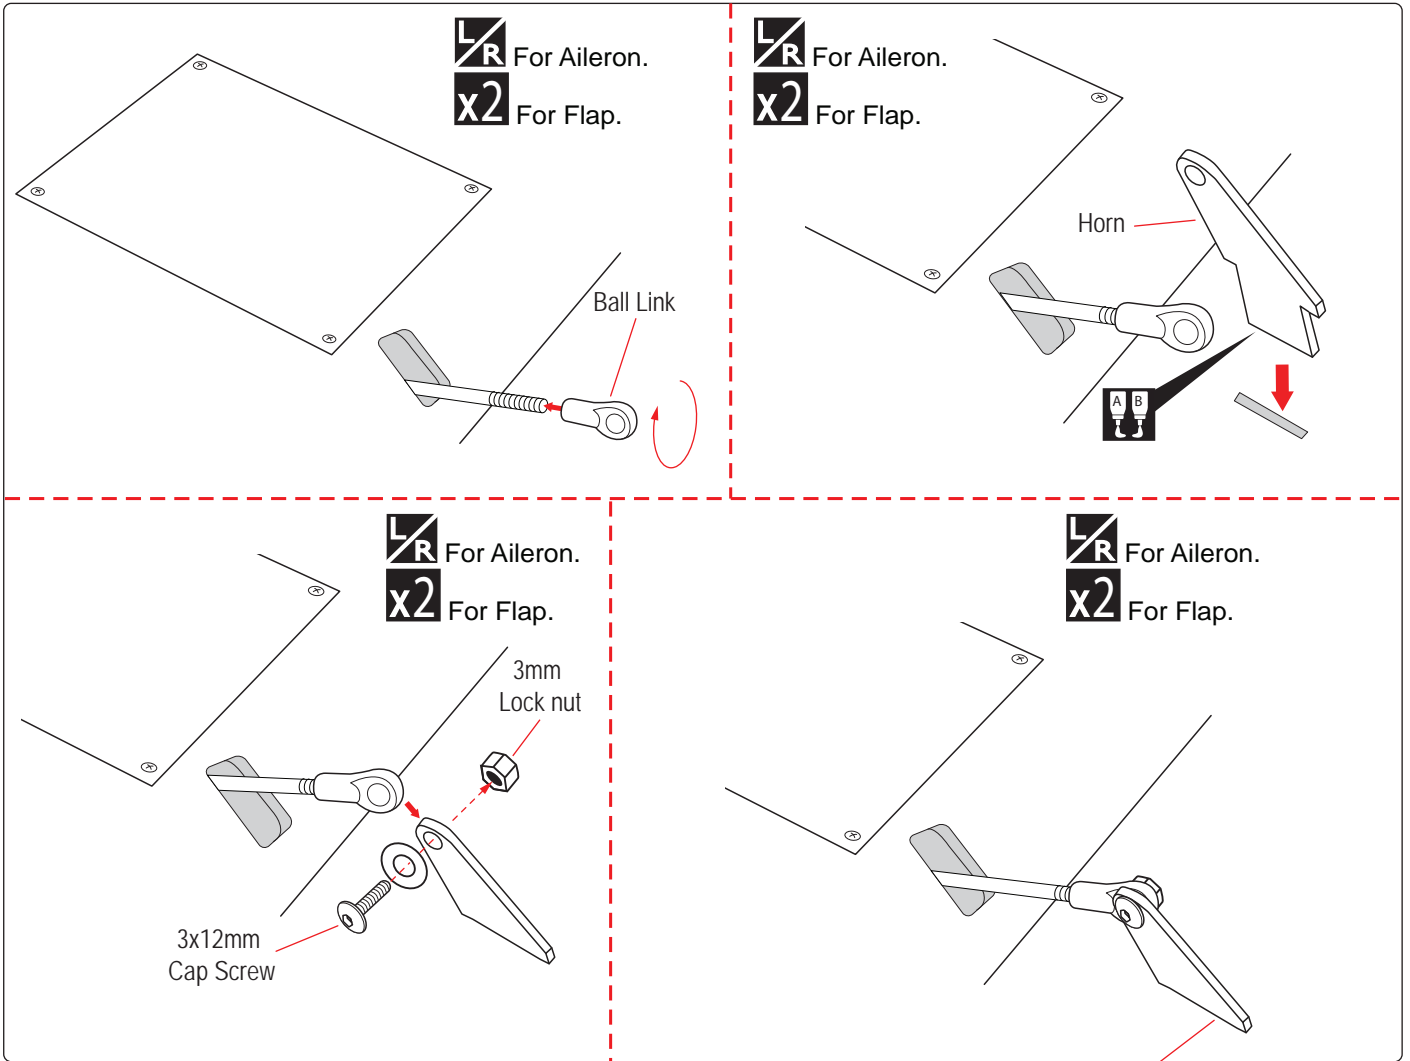 L/R For Aileron.
x2 For Flap.
Ball Link
L/R For Aileron.
x2 For Flap.
Horn
A B
L/R For Aileron.
x2 For Flap.
3mm
Lock nut
3x12mm
Cap Screw
L/R For Aileron.
x2 For Flap.